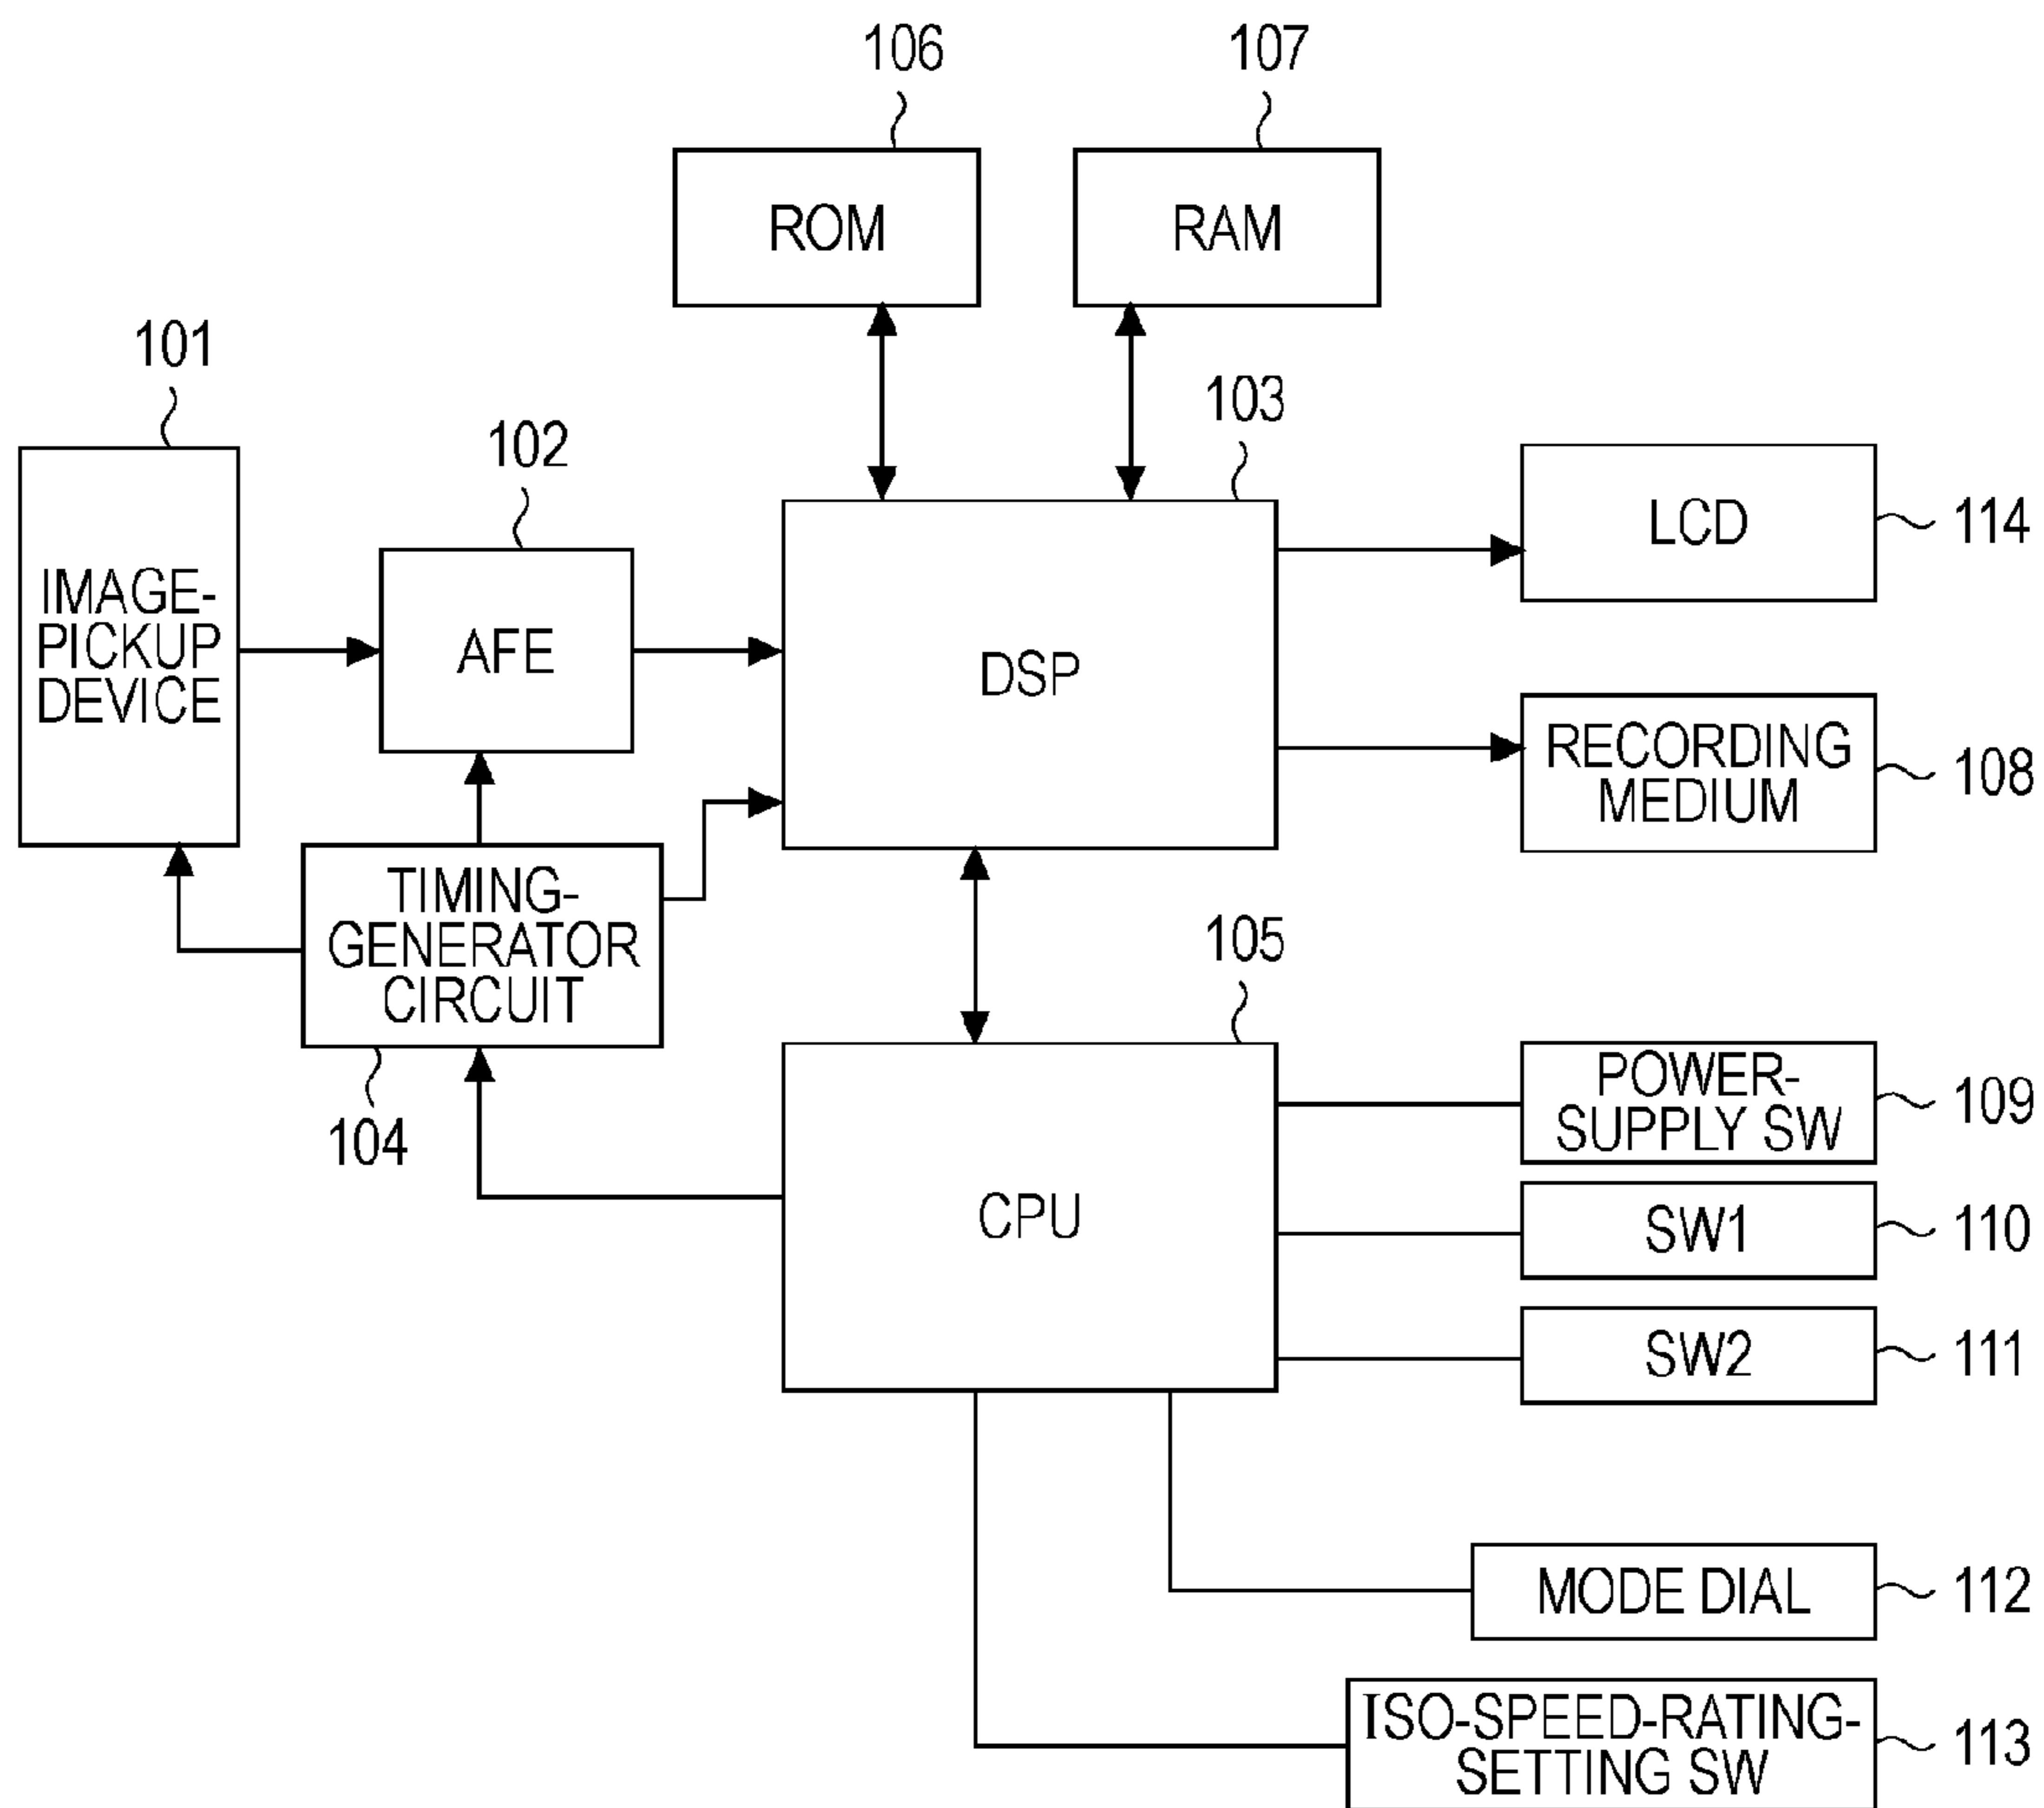 106
107
ROM
RAM
101
102
103
IMAGE-
PICKUP
DEVICE
AFE
DSP
LCD
114
RECORDING
MEDIUM
108
TIMING-
GENERATOR
CIRCUIT
104
105
CPU
POWER-
SUPPLY SW
109
SW1
110
SW2
111
MODE DIAL
112
ISO-SPEED-RATING-
SETTING SW
113